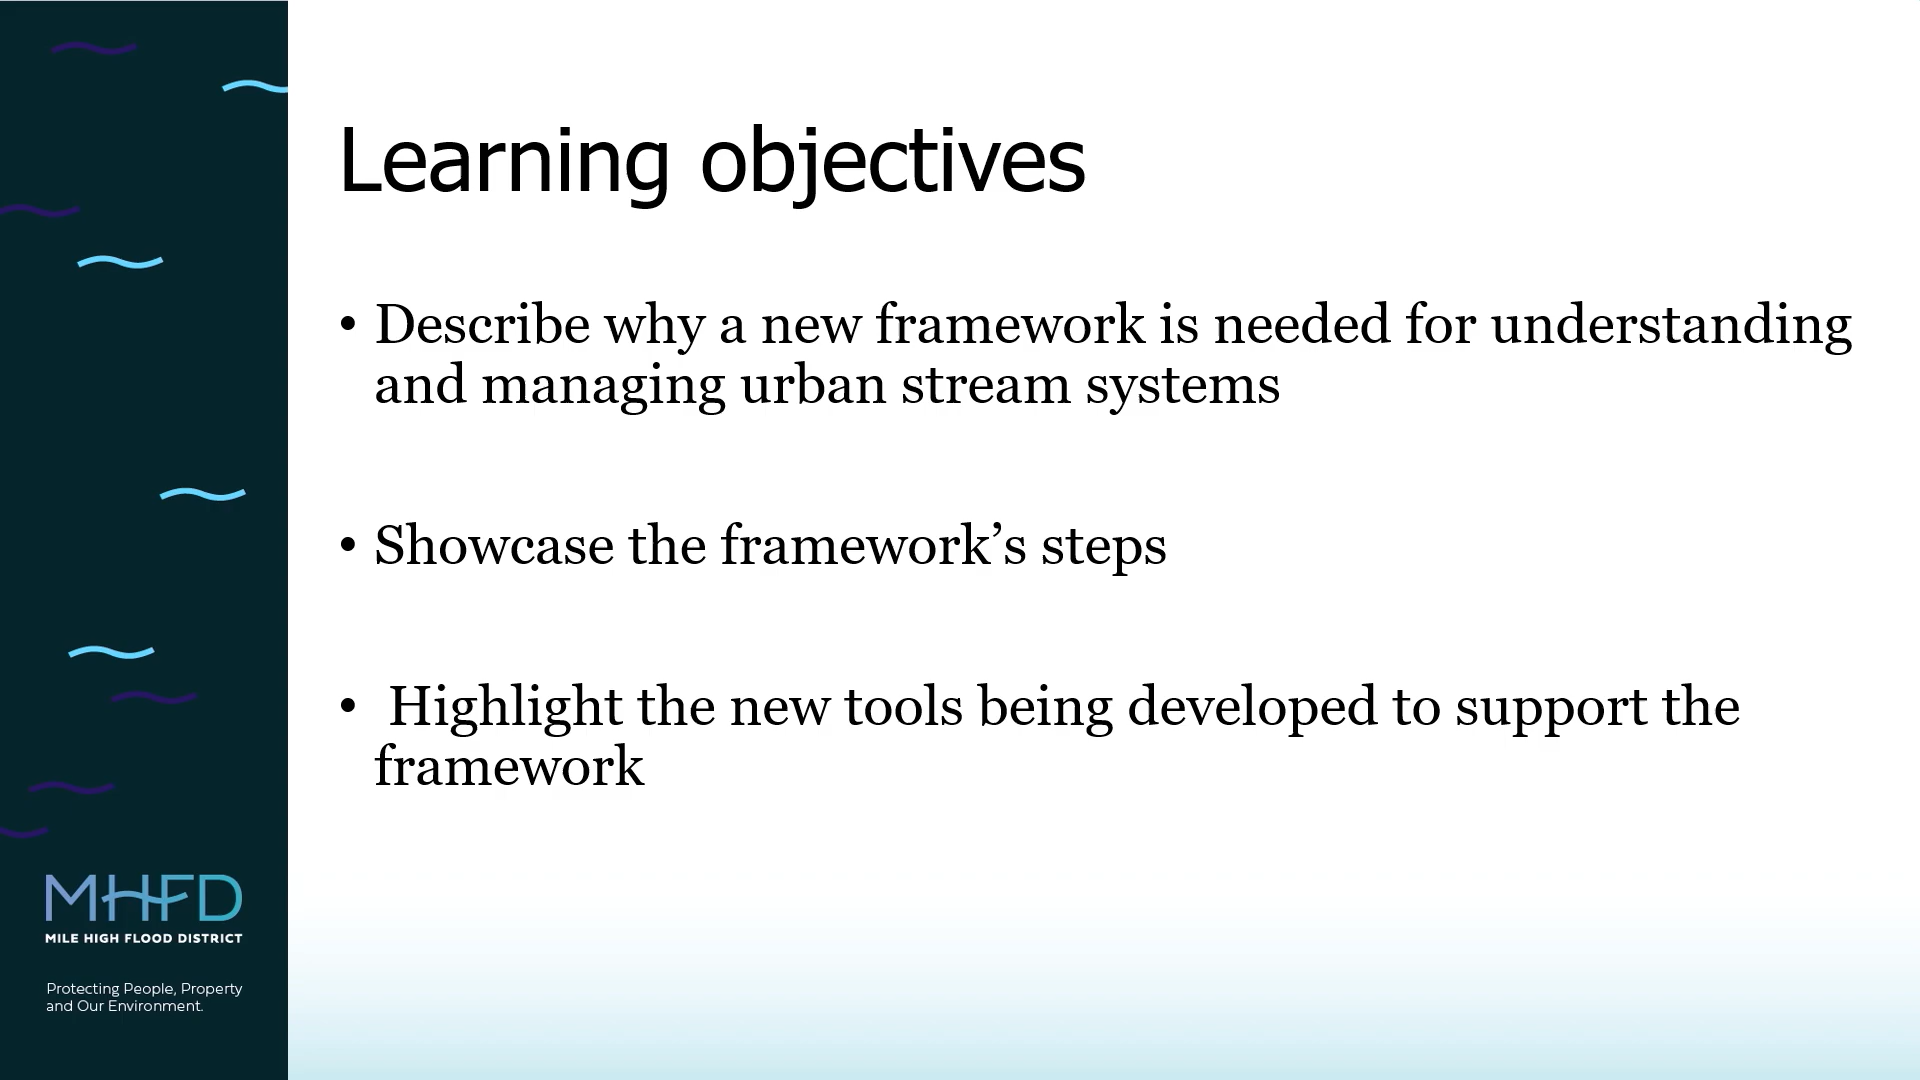 Learning objectives
• Describe why a new framework is needed for understanding
and managing urban stream systems
• Showcase the framework’s steps
• Highlight the new tools being developed to support the
framework
MHFD
MILE HIGH FLOOD DISTRICT
Protecting People, Property
and Our Environment.